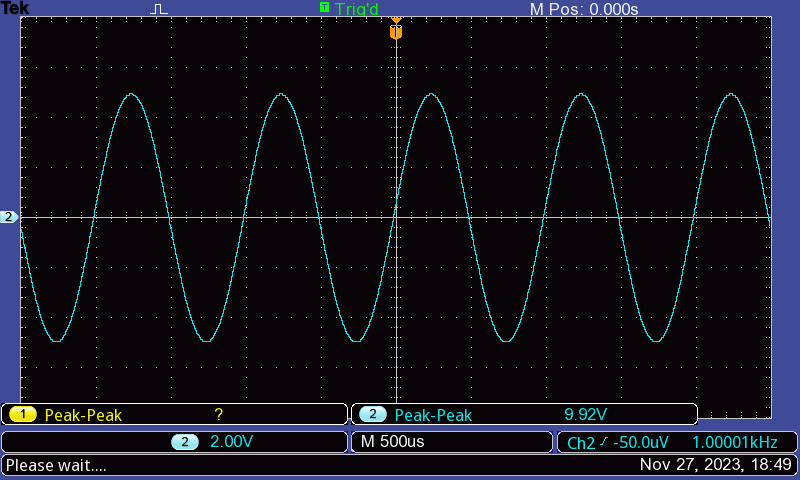 Tek Trig'd M Pos: 0.000s
T
2
1 Peak-Peak ? 2 Peak-Peak 9.92V
2 2.00V M 500us Ch2 -50.0uV 1.00001kHz
Please wait.... Nov 27, 2023, 18:49